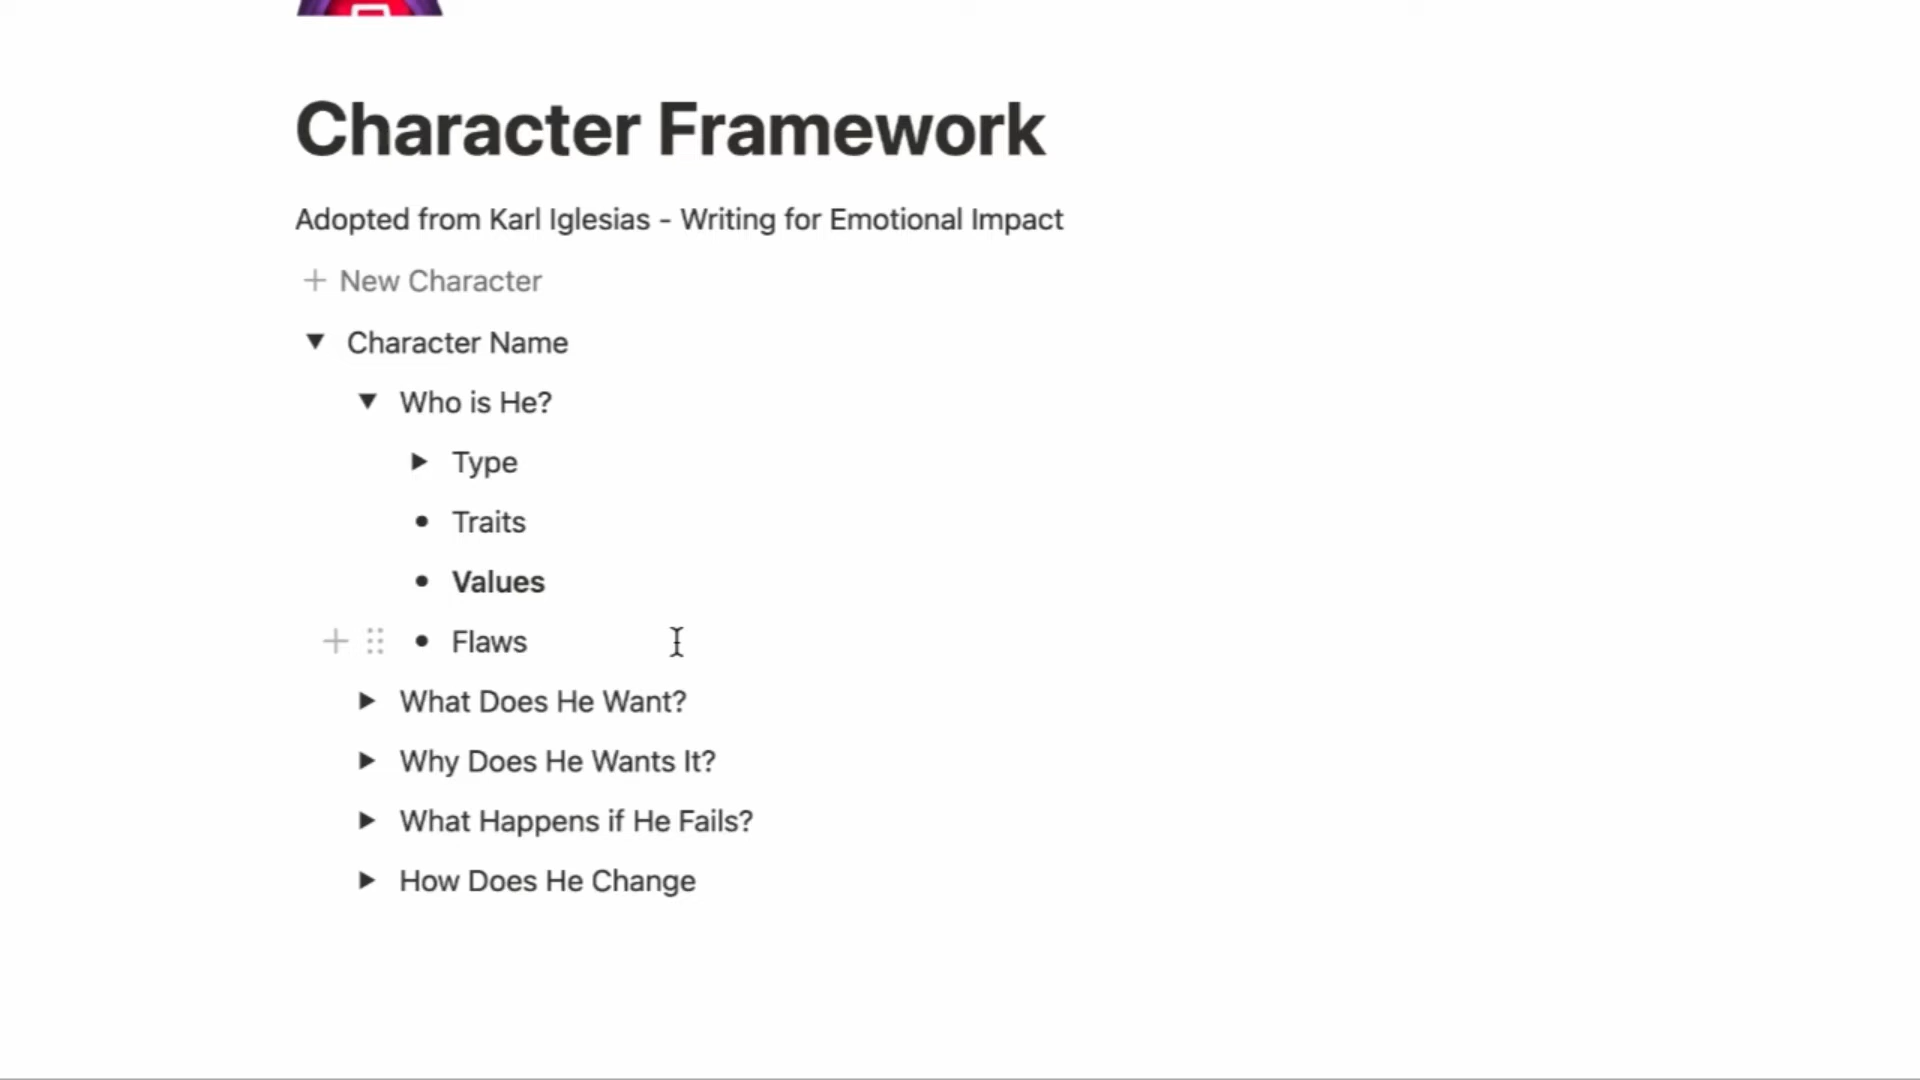 Character Framework
Adopted from Karl Iglesias - Writing for Emotional Impact
New Character
Character Name
Who is He?
Type
Traits
Values
Flaws
What Does He Want?
Why Does He Wants It?
What Happens if He Fails?
How Does He Change